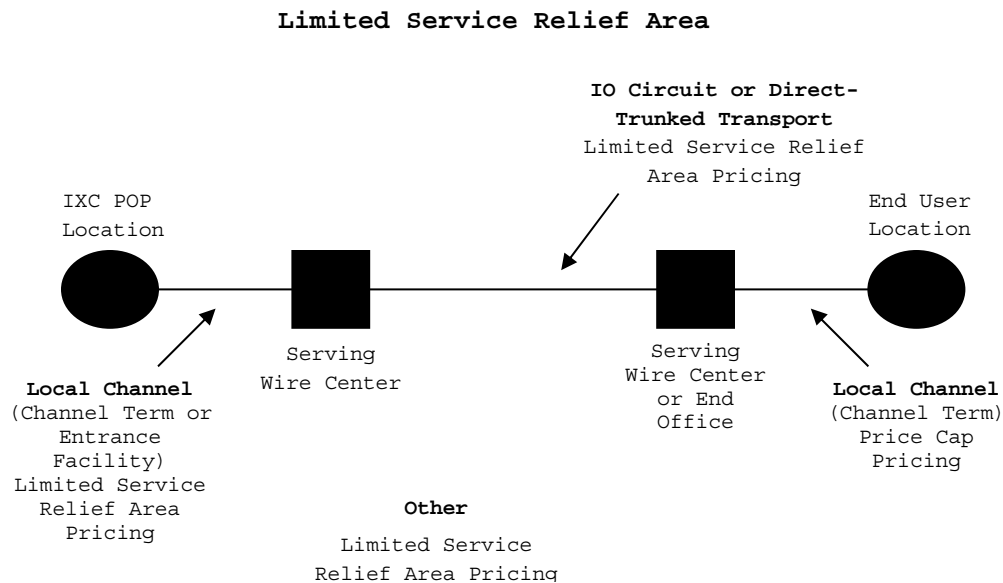 Limited Service Relief Area
IO Circuit or Direct-
Trunked Transport
Limited Service Relief
Area Pricing
IXC POP
Location
End User
Location
Serving
Wire Center
Serving
Wire Center
or End
Office
Local Channel
(Channel Term or
Entrance
Facility)
Limited Service
Relief Area
Pricing
Local Channel
(Channel Term)
Price Cap
Pricing
Other
Limited Service
Relief Area Pricing